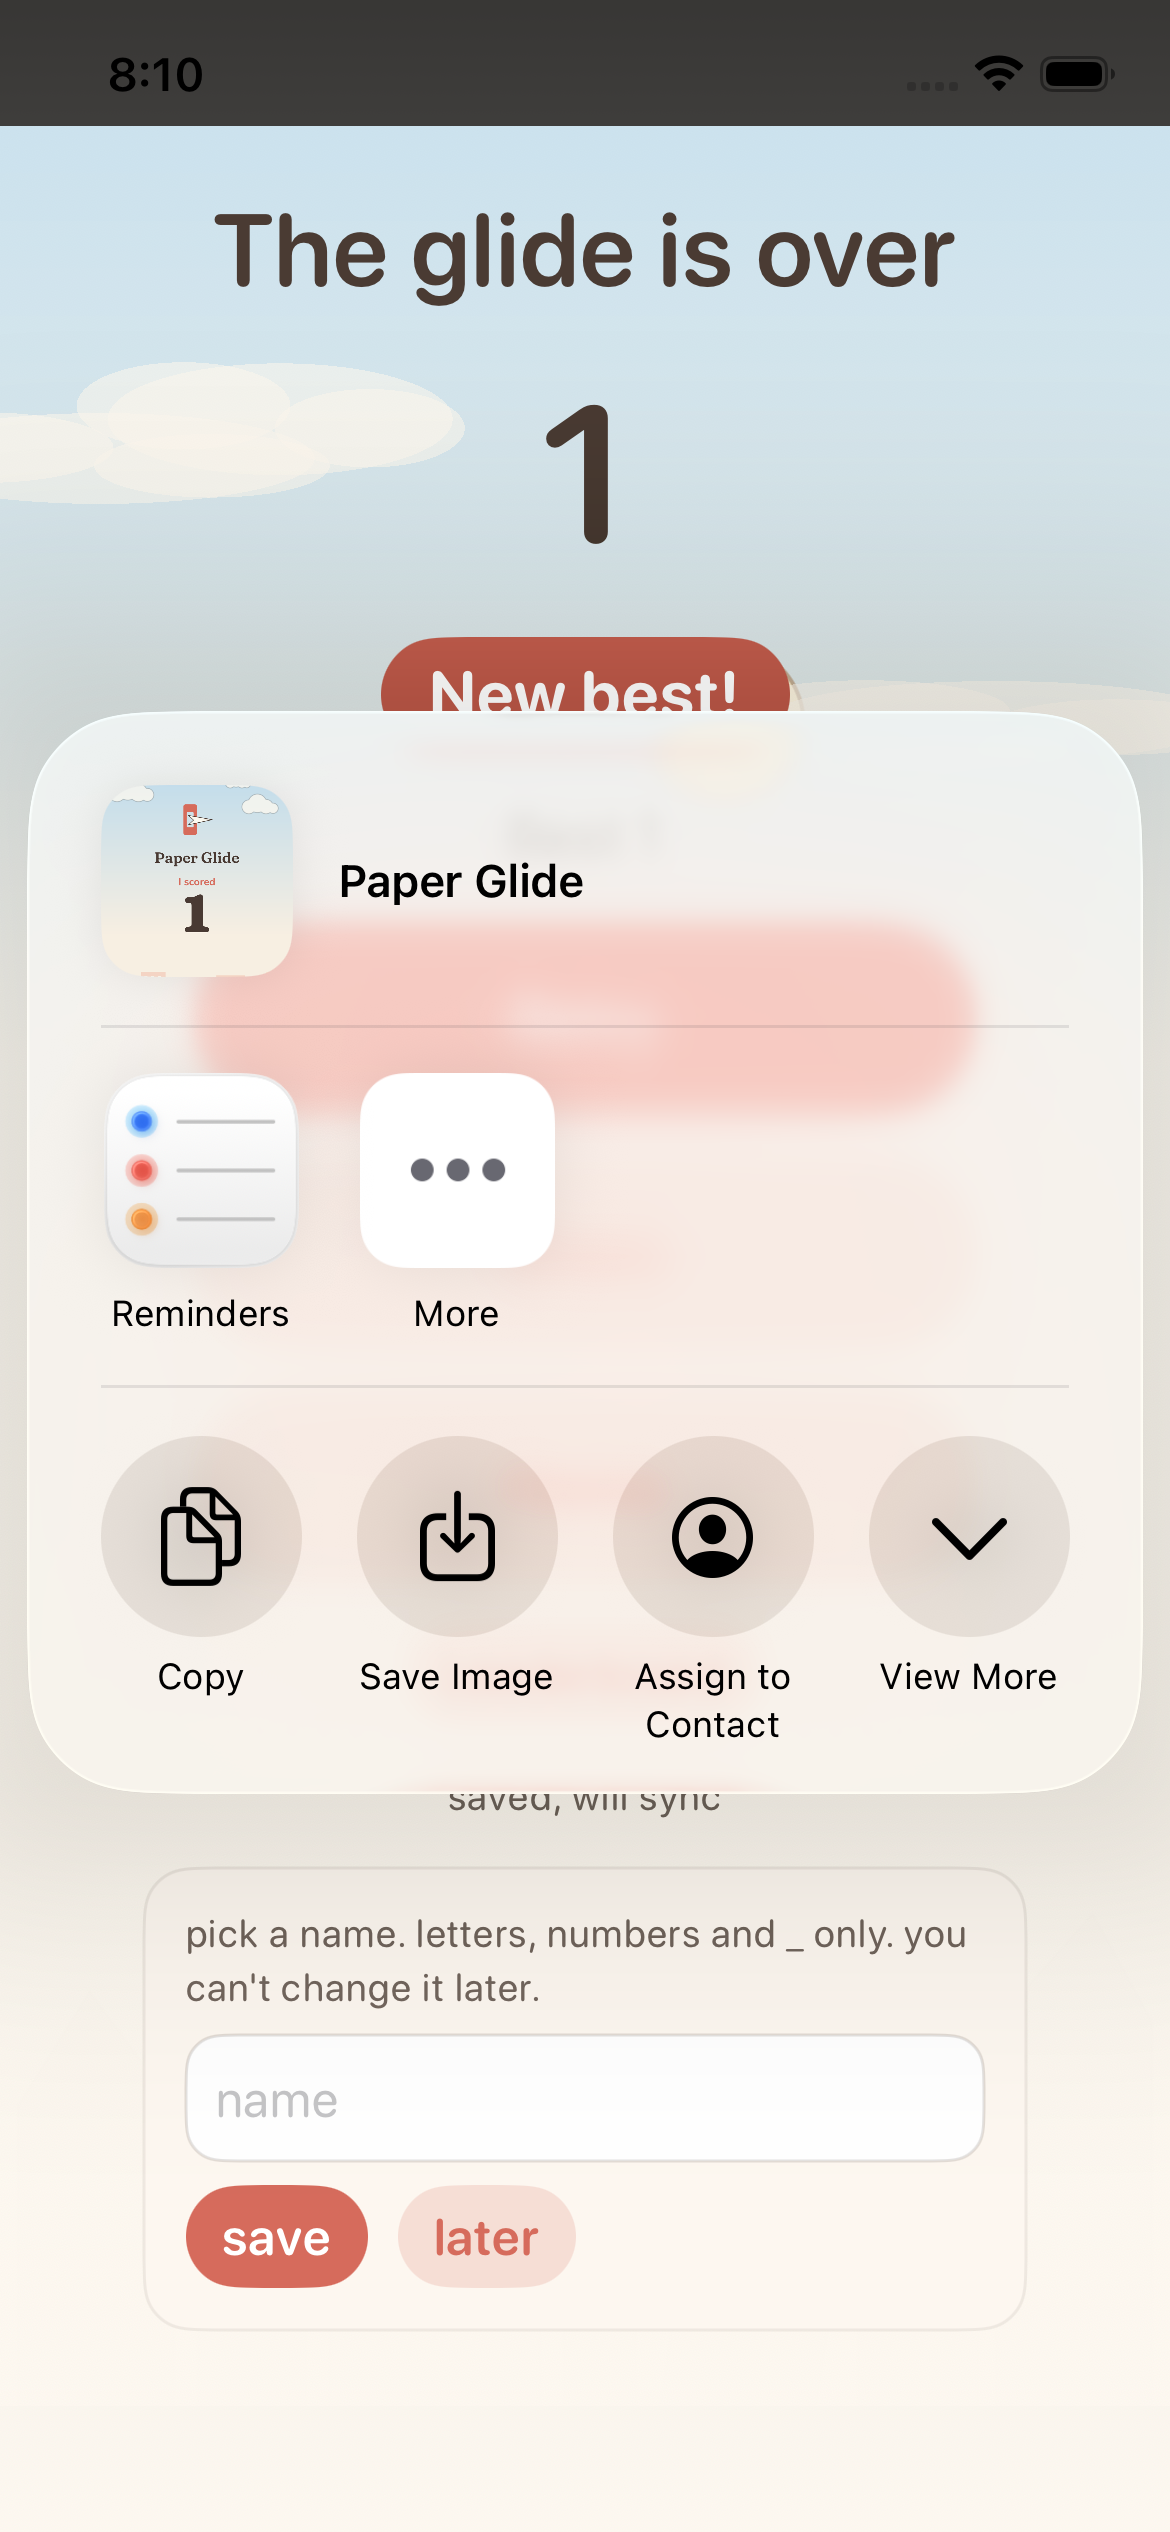 8:10
The glide is over
1
New best!
Paper Glide
I scored
1
Paper Glide
Reminders
More
Copy
Save Image
Assign to
Contact
View More
saved, will sync
pick a name. letters, numbers and _ only. you
can't change it later.
name
save
later